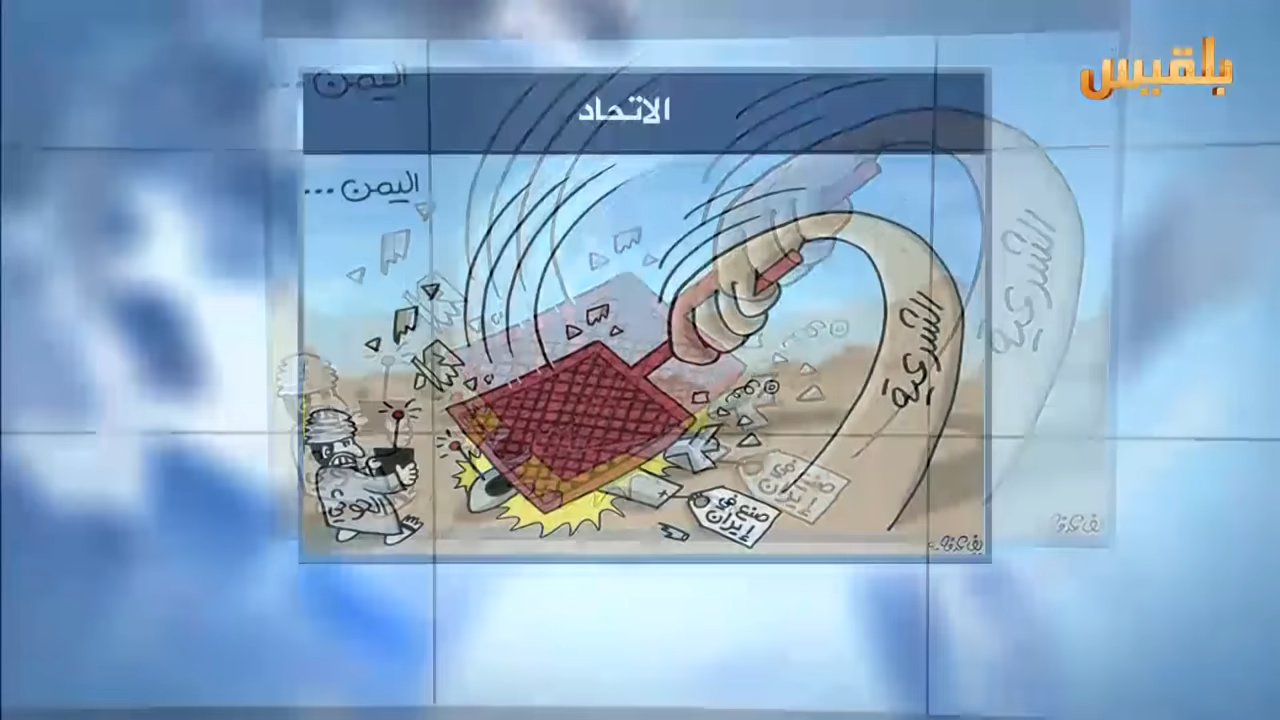 بلقيس
الاتحاد
اليمن...
الشرعية
الحوثي
صنع في
إيران